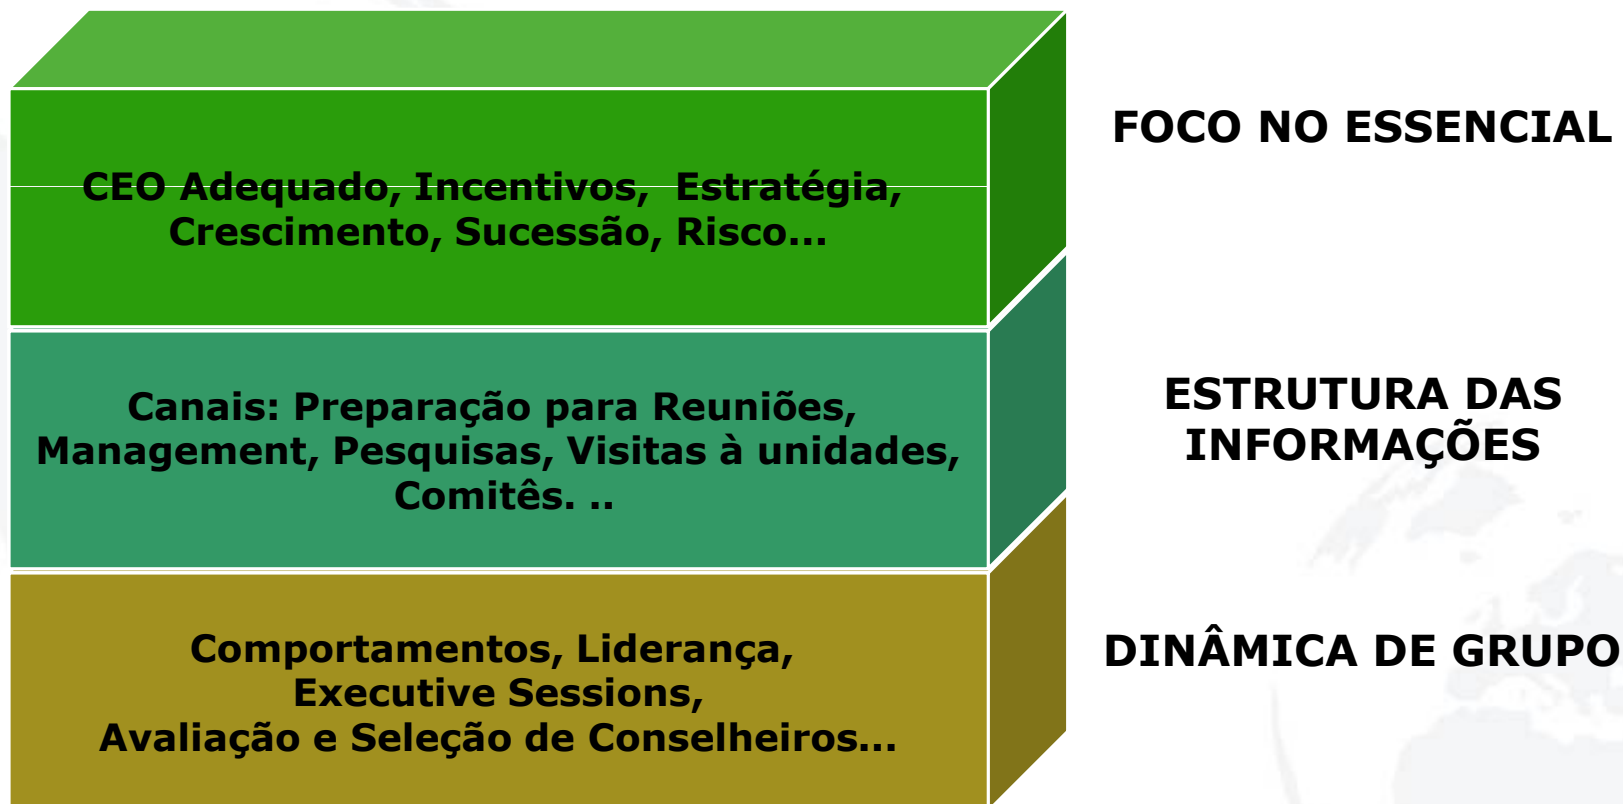 FOCO NO ESSENCIAL
CEO Adequado, Incentivos,  Estratégia,
Crescimento, Sucessão, Risco...
ESTRUTURA DAS
INFORMAÇÕES
Canais: Preparação para Reuniões,
Management, Pesquisas, Visitas à unidades,
Comitês. ..
DINÂMICA DE GRUPO
Comportamentos, Liderança,
Executive Sessions,
Avaliação e Seleção de Conselheiros...